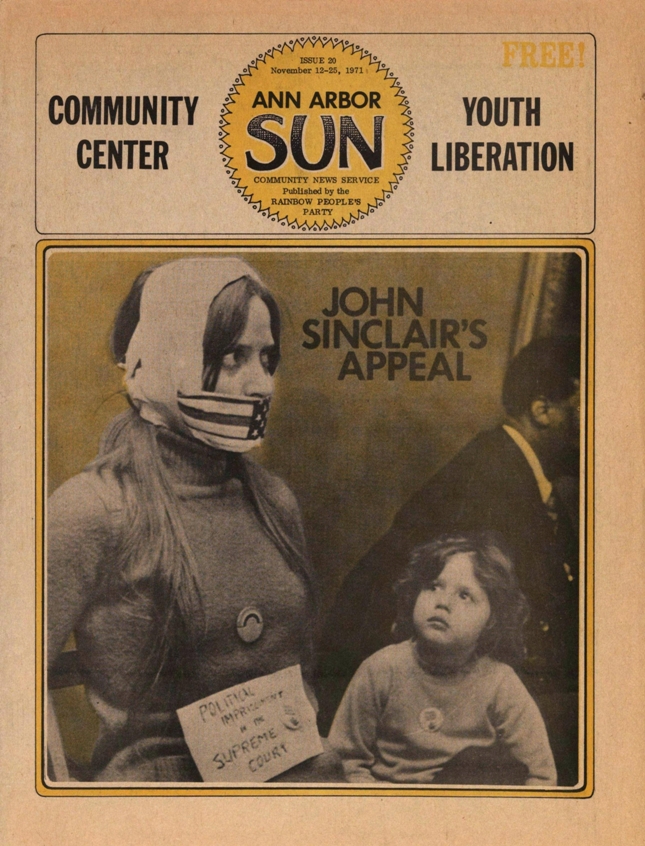 FREE!
ISSUE 20
November 12-25, 1971
COMMUNITY
CENTER
ANN ARBOR
SUN
YOUTH
LIBERATION
COMMUNITY NEWS SERVICE
Published by the
RAINBOW PEOPLE'S
PARTY
JOHN
SINCLAIR'S
APPEAL
POLITICAL
IMPRISONMENT
IN THE
SUPREME
COURT